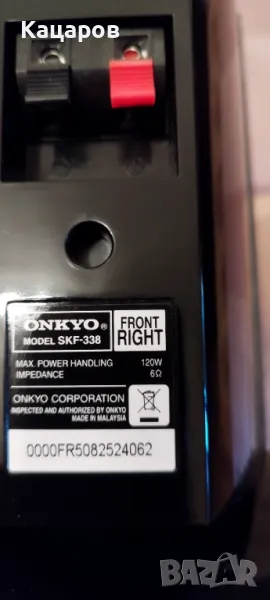 Кацаров
ONKYO®
MODEL SKF-338
FRONT
RIGHT
MAX. POWER HANDLING 120W
IMPEDANCE 6Ω
ONKYO CORPORATION
INSPECTED AND AUTHORIZED BY ONKYO
MADE IN MALAYSIA
0000FR5082524062
BAZAR